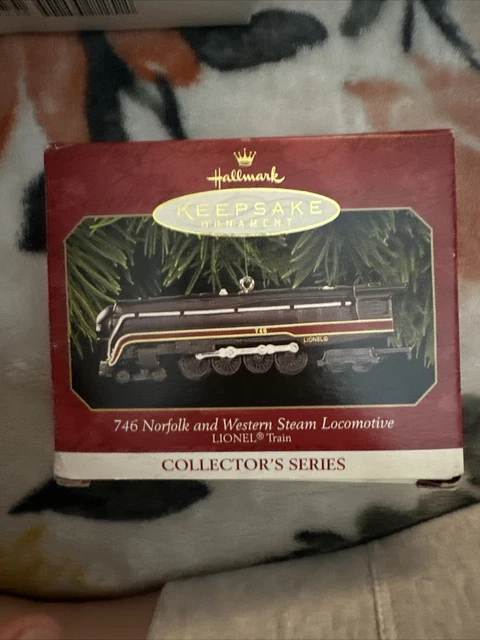 Hallmark
KEEPSAKE
ORNAMENT
746
LIONEL®
746 Norfolk and Western Steam Locomotive
LIONEL® Train
COLLECTOR'S SERIES